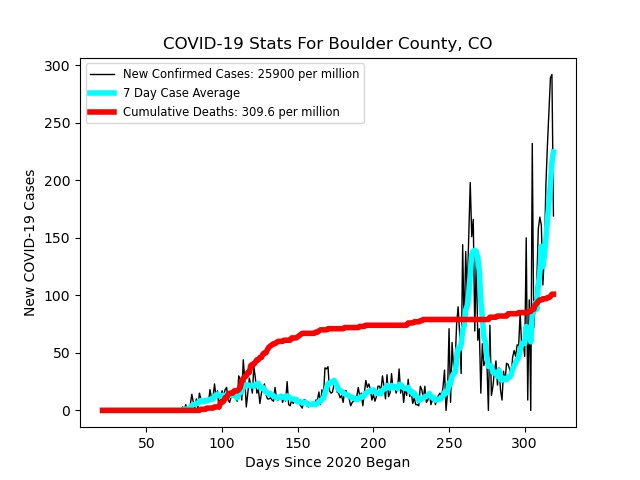 COVID-19 Stats For Boulder County, CO
New Confirmed Cases: 25900 per million
7 Day Case Average
Cumulative Deaths: 309.6 per million
New COVID-19 Cases
300
250
200
150
100
50
0
50 100 150 200 250 300
Days Since 2020 Began